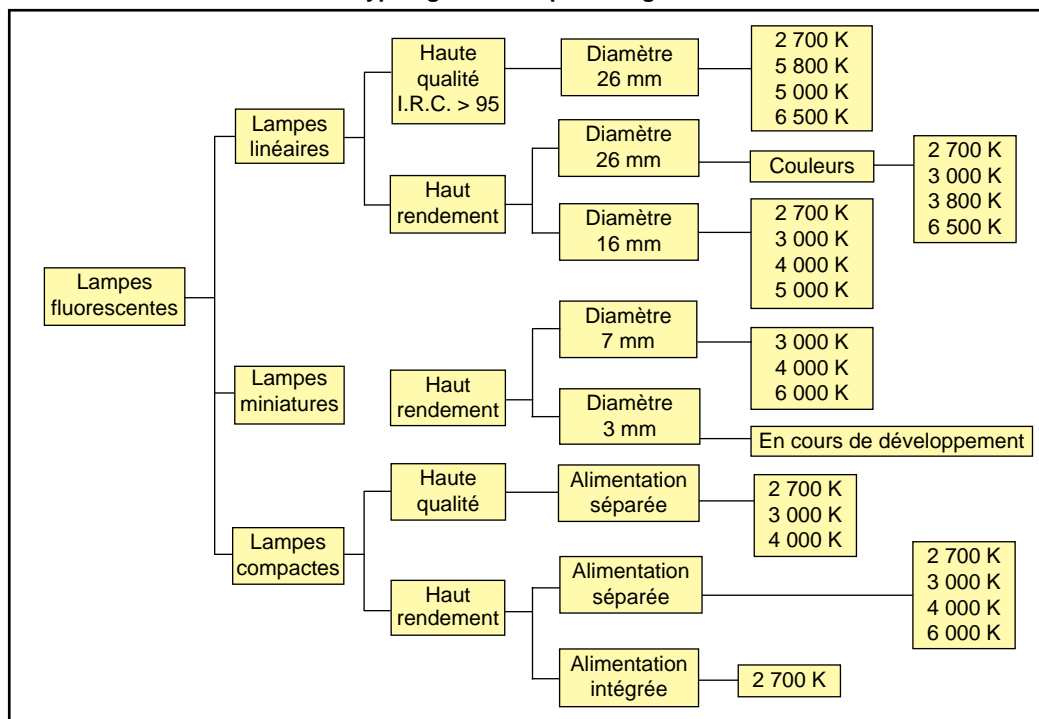 Lampes
fluorescentes
Lampes
linéaires
Haute
qualité
I.R.C. > 95
Diamètre
26 mm
2 700 K
5 800 K
5 000 K
6 500 K
Haut
rendement
Diamètre
26 mm
Couleurs
2 700 K
3 000 K
3 800 K
6 500 K
Diamètre
16 mm
2 700 K
3 000 K
4 000 K
5 000 K
Lampes
miniatures
Haut
rendement
Diamètre
7 mm
3 000 K
4 000 K
6 000 K
Diamètre
3 mm
En cours de développement
Lampes
compactes
Haute
qualité
Alimentation
séparée
2 700 K
3 000 K
4 000 K
Haut
rendement
Alimentation
séparée
2 700 K
3 000 K
4 000 K
6 000 K
Alimentation
intégrée
2 700 K